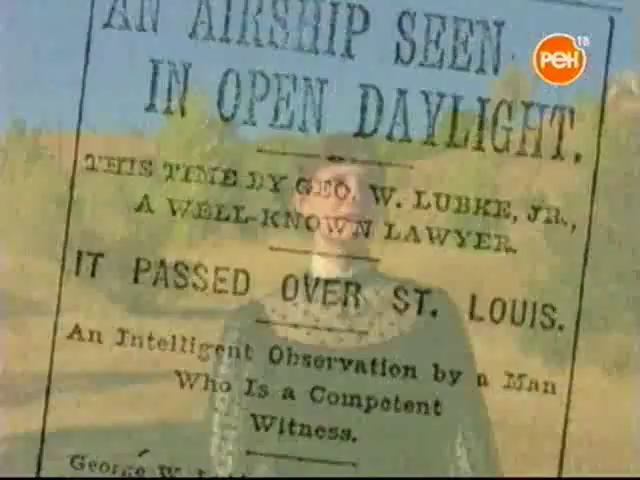 AN AIRSHIP SEEN
IN OPEN DAYLIGHT.
THIS TIME BY GEO. W. LUBKE, JR.,
A WELL-KNOWN LAWYER.
IT PASSED OVER ST. LOUIS.
An Intelligent Observation by a Man
Who Is a Competent
Witness.
George W.
РЕН